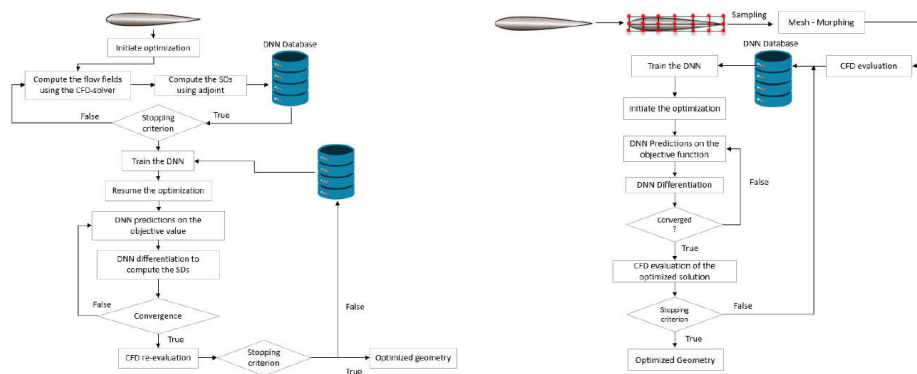 Initiate optimization
DNN Database
Compute the flow fields
using the CFD-solver
Compute the SDs
using adjoint
False
Stopping
criterion
True
Train the DNN
Resume the optimization
DNN predictions on the
objective value
DNN differentiation to
compute the SDs
False
Convergence
True
CFD re-evaluation
Stopping
criterion
False
True
Optimized geometry
Sampling
Mesh - Morphing
DNN Database
Train the DNN
CFD evaluation
initiate the optimization
DNN Predictions on the
objective function
DNN Differentiation
False
Converged
?
True
CFD evaluation of the
optimized solution
Stopping
criterion
False
True
Optimized Geometry